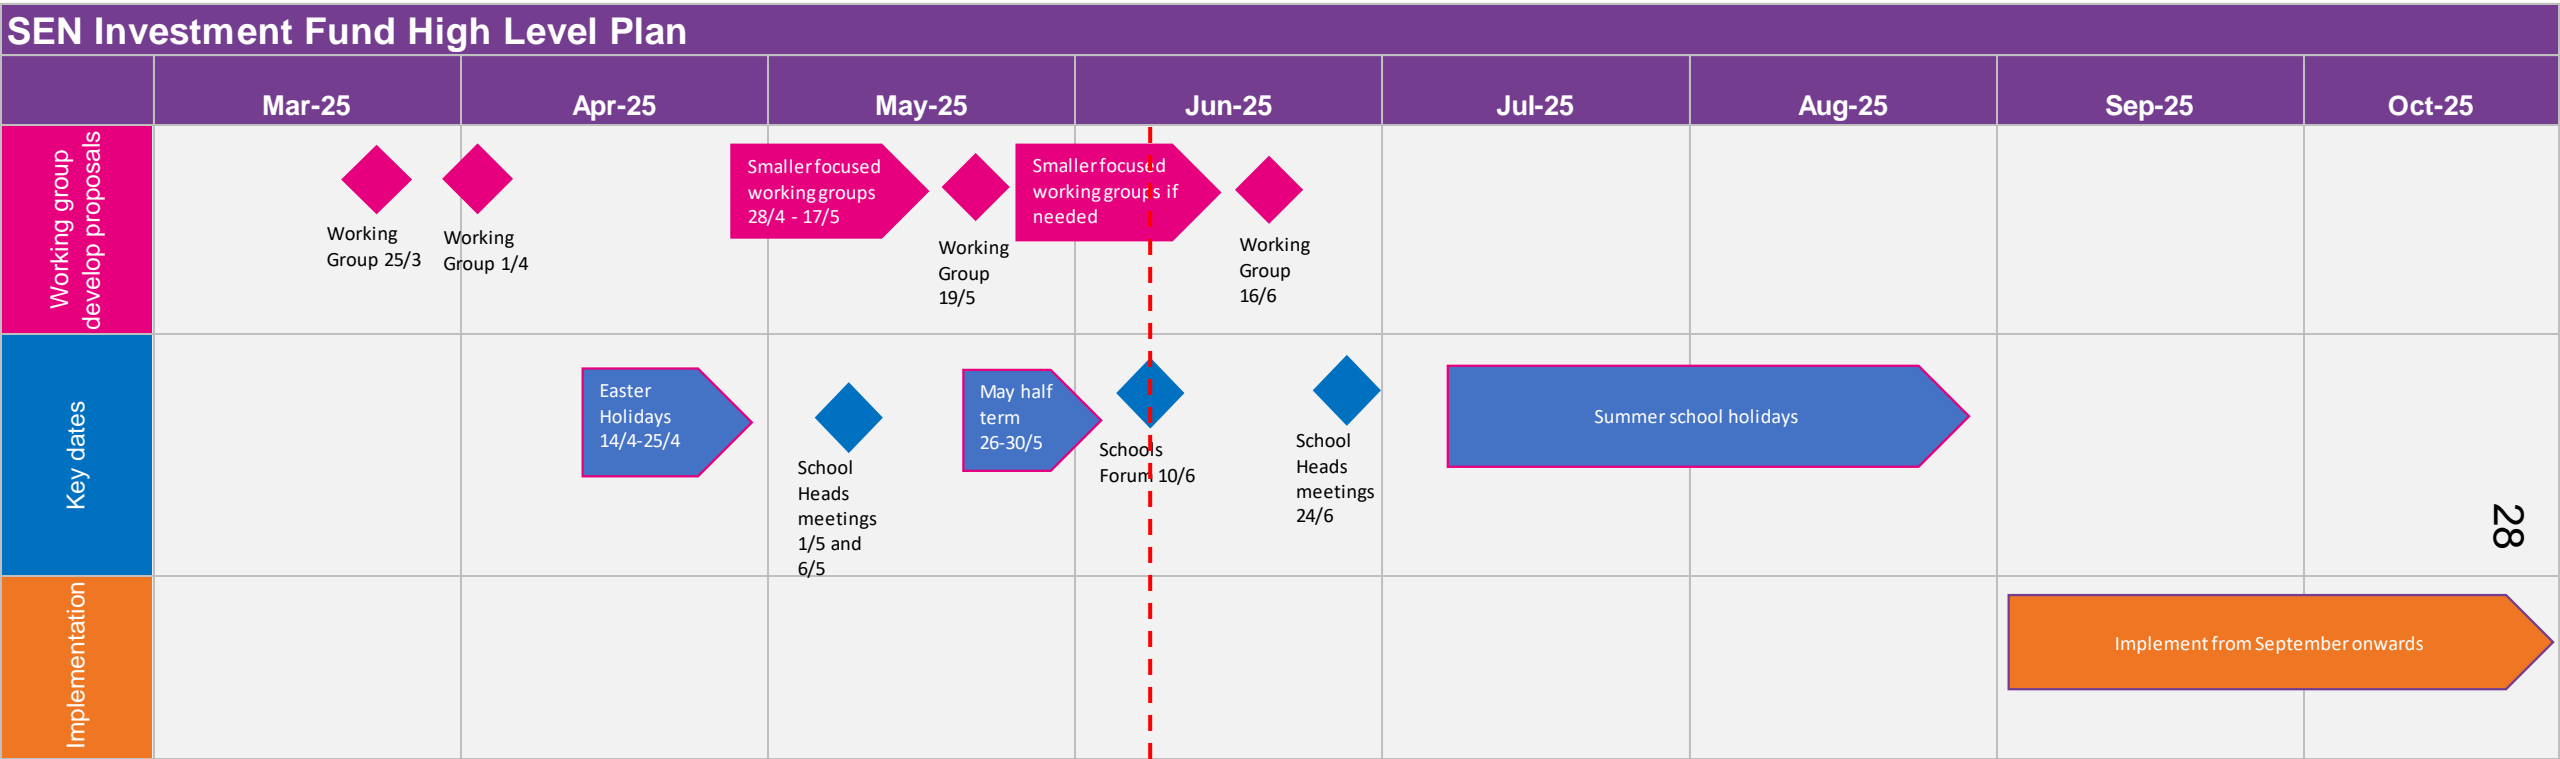 SEN Investment Fund High Level Plan
Mar-25
Apr-25
May-25
Jun-25
Jul-25
Aug-25
Sep-25
Oct-25
Working group
develop proposals
Working
Group 25/3
Working
Group 1/4
Smaller focused
working groups
28/4 - 17/5
Working
Group
19/5
Smaller focused
working groups if
needed
Working
Group
16/6
Key dates
Easter
Holidays
14/4-25/4
School
Heads
meetings
1/5 and
6/5
May half
term
26-30/5
Schools
Forum 10/6
School
Heads
meetings
24/6
Summer school holidays
28
Implementation
Implement from September onwards